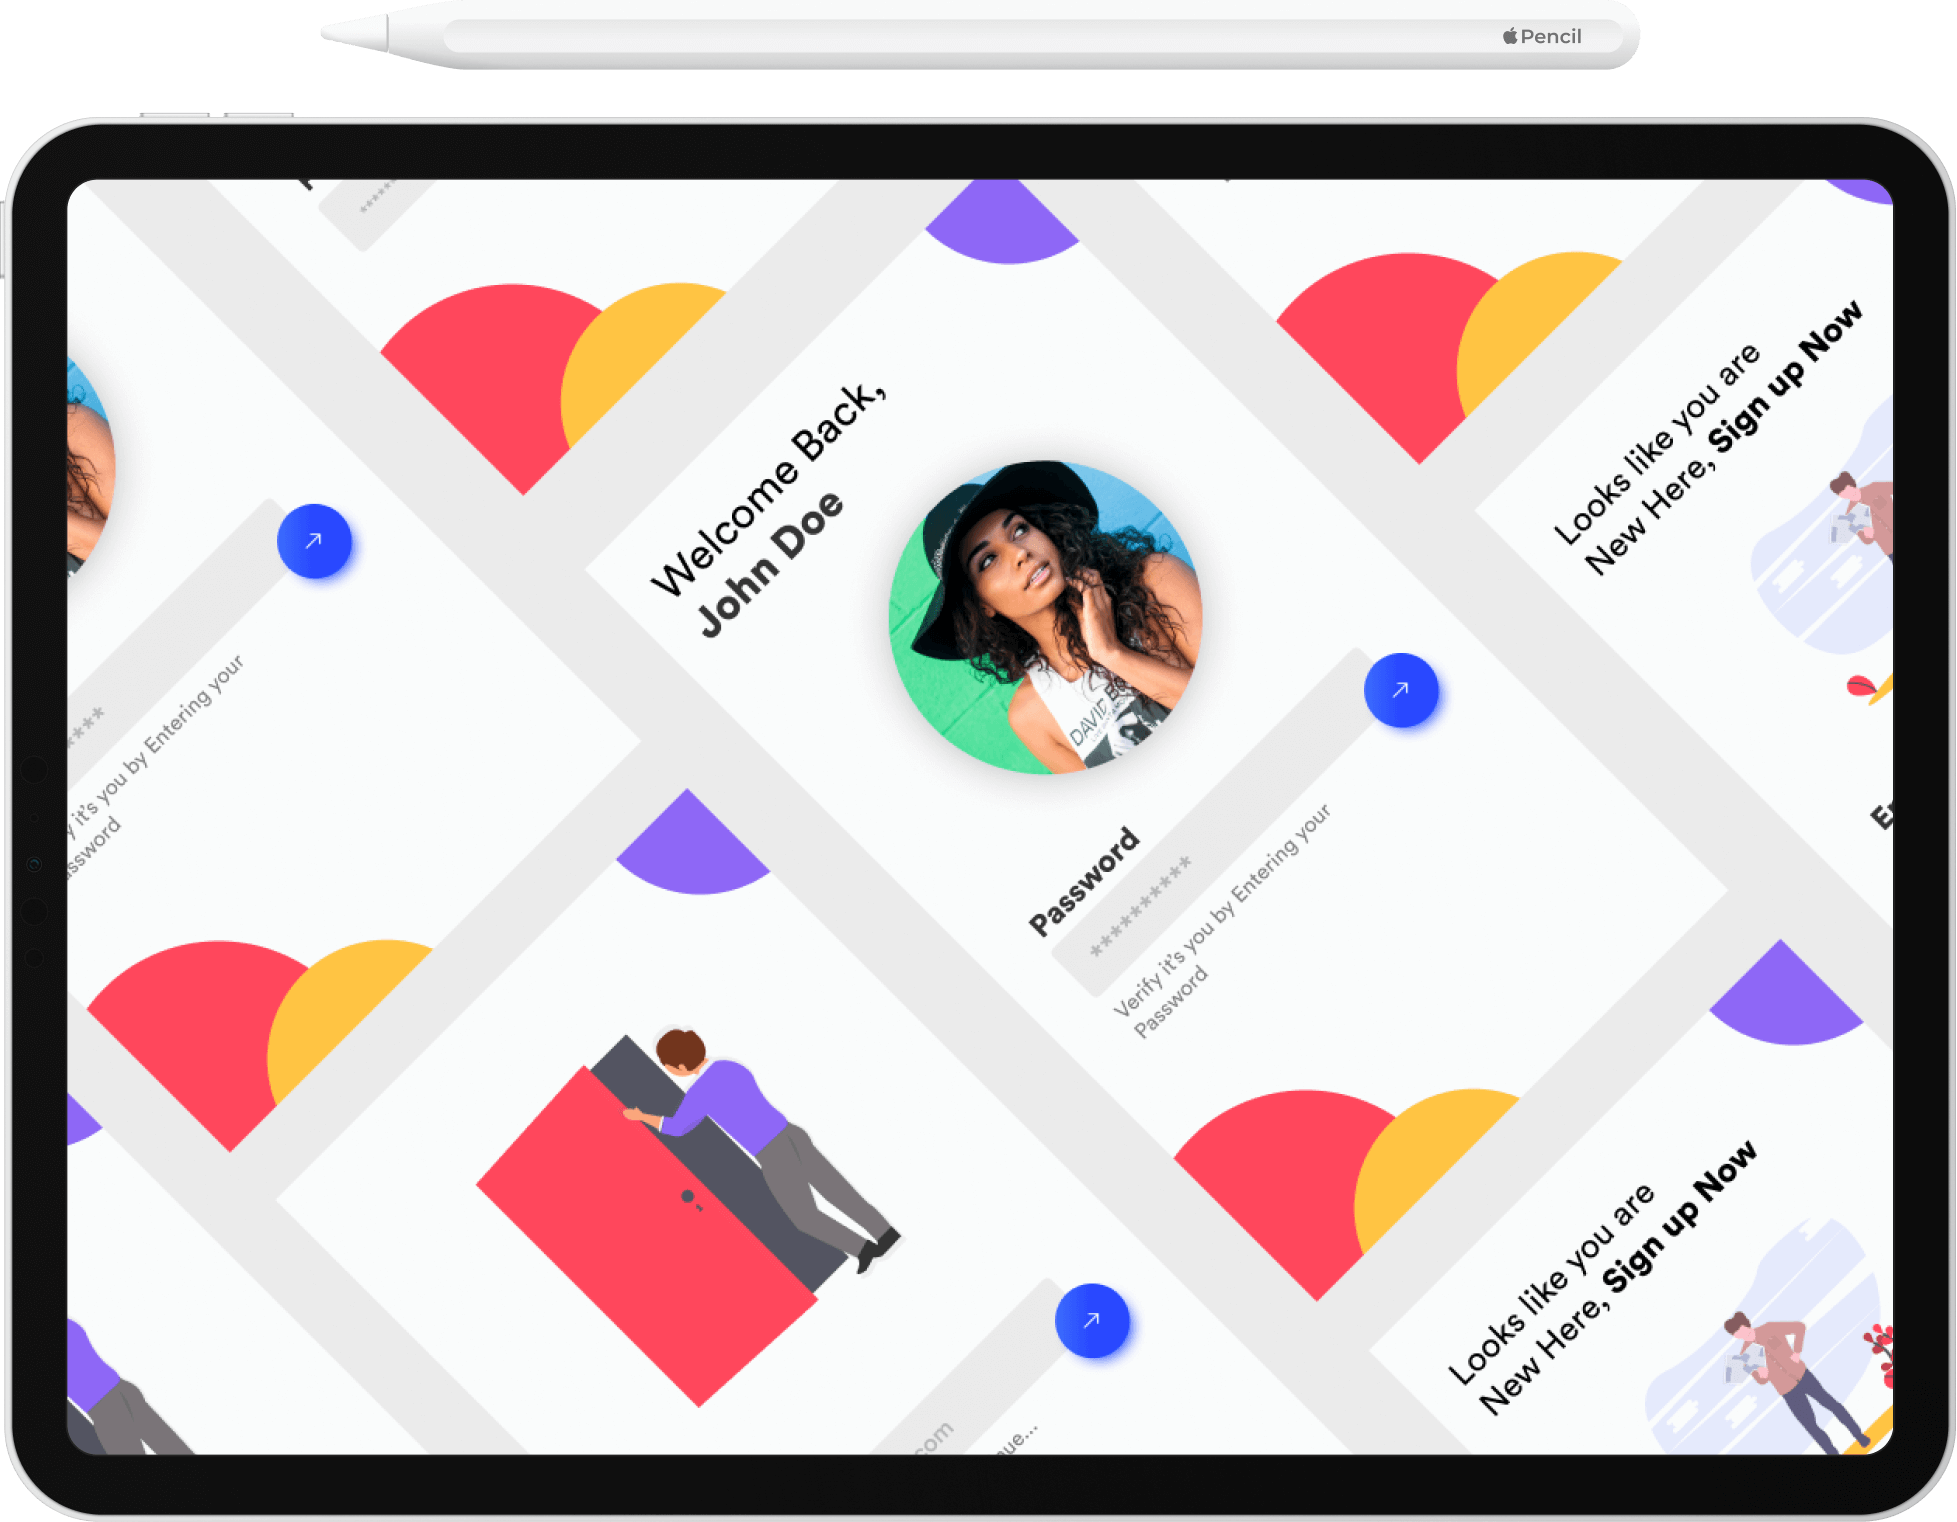 Pencil
*******
Looks like you are
New Here, Sign up Now
Welcome Back,
John Doe
DAVID BO
Password
**********
Verify it's you by Entering your
Password
****
y it's you by Entering your
ssword
Looks like you are
New Here, Sign up Now
com
ue...